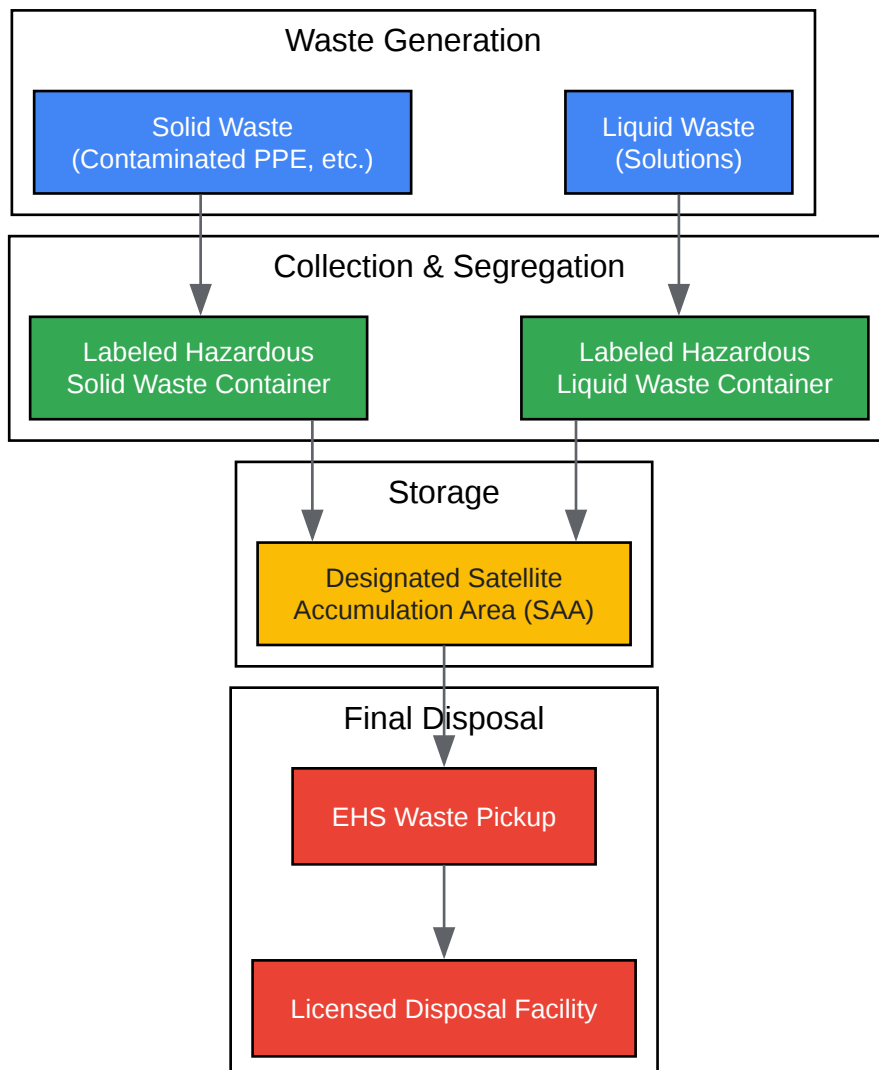 Waste Generation
Solid Waste
(Contaminated PPE, etc.)
Liquid Waste
(Solutions)
Collection & Segregation
Labeled Hazardous
Solid Waste Container
Labeled Hazardous
Liquid Waste Container
Storage
Designated Satellite
Accumulation Area (SAA)
Final Disposal
EHS Waste Pickup
Licensed Disposal Facility